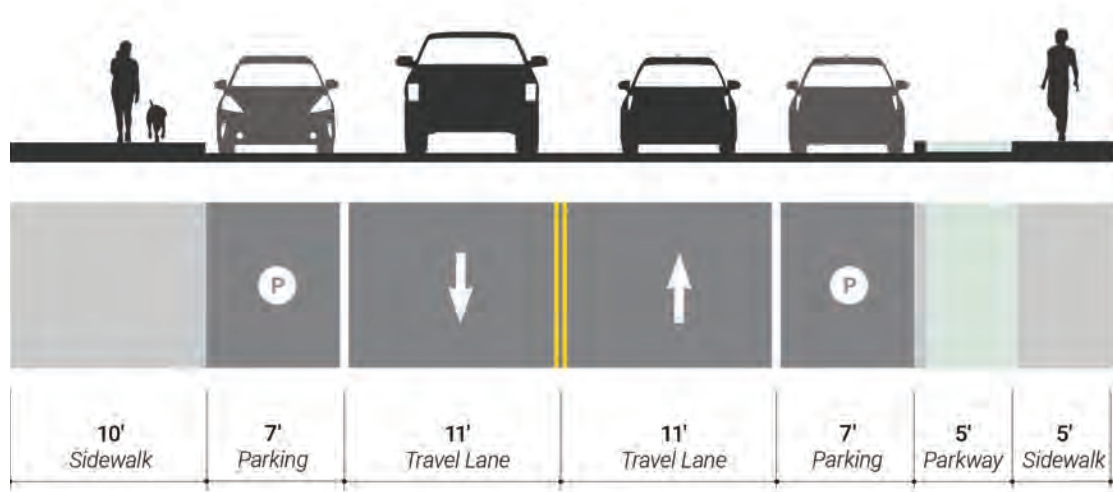 P
P
10'
Sidewalk
7'
Parking
11'
Travel Lane
11'
Travel Lane
7'
Parking
5'
Parkway
5'
Sidewalk